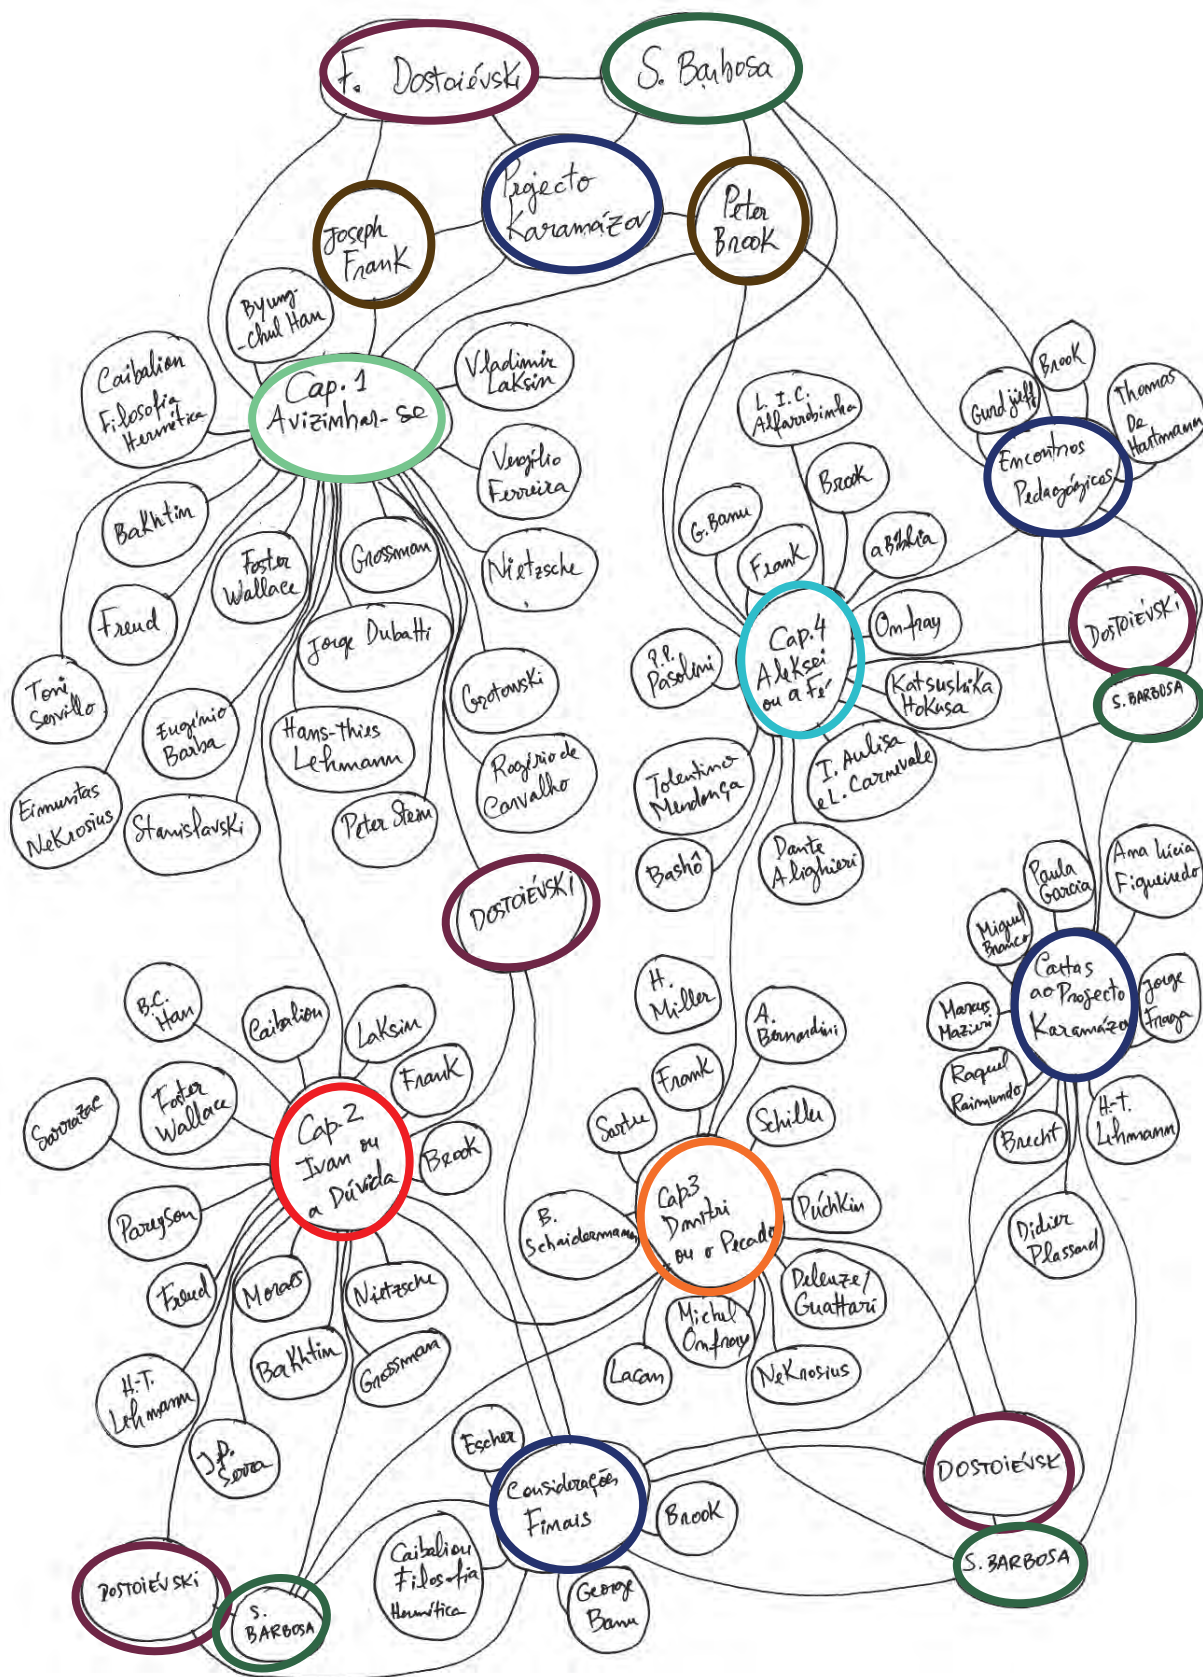 F. Dostoiévski
S. Barbosa
Projecto
Karamázov
Joseph
Frank
Peter
Brook
Byung-
-chul Han
Caibalion
Filosofia
Hermética
Cap. 1
Avizinhar-se
Vladimir
Laksin
Vergílio
Ferreira
Nietzsche
Bakhtin
Foster
Wallace
Grossman
Freud
Jorge Dubatti
Toni
Servillo
Eugénio
Barba
Hans-Thies
Lehmann
Grotowski
Rogério de
Carvalho
Eimuntas
Nekrosius
Stanislavski
Peter Stein
DOSTOIÉVSKI
L. I. C.
Alfarrobinha
Brook
G. Banu
Frank
a Bíblia
Cap. 4
Aleksei
ou a Fé
Onfray
P.P.
Pasolini
Katsushika
Hokusa
I. Aulisa
e L. Carnevale
Tolentino
Mendonça
Bashô
Dante
Alighieri
Gurdjieff
Brook
Thomas
De
Hartmann
Encontros
Pedagógicos
DOSTOIÉVSKI
S. BARBOSA
Paula
Garcia
Ana Lúcia
Figueiredo
Miguel
Branco
Cartas
ao Projecto
Karamázov
Jorge
Fraga
Marcus
Mazieri
Raquel
Raimundo
Brecht
H.-T.
Lehmann
Didier
Plassard
B.C.
Han
Caibalion
Laksin
Frank
Foster
Wallace
Sarrazac
Cap. 2
Ivan ou
a Dúvida
Brook
Pareyson
Freud
Moraes
Nietzsche
Bakhtin
Grossman
H.-T.
Lehmann
J.P.
Serra
H.
Miller
A.
Bernardini
Frank
Sartre
Schiller
Cap. 3
Dmitri
ou o Pecado
Púchkin
B.
Schnaidermann
Deleuze/
Guattari
Michel
Onfray
Lacan
Nekrosius
Escher
Considerações
Finais
Brook
Caibalion
Filosofia
Hermética
George
Banu
DOSTOIÉVSKI
S. BARBOSA
DOSTOIÉVSKI
S.
BARBOSA